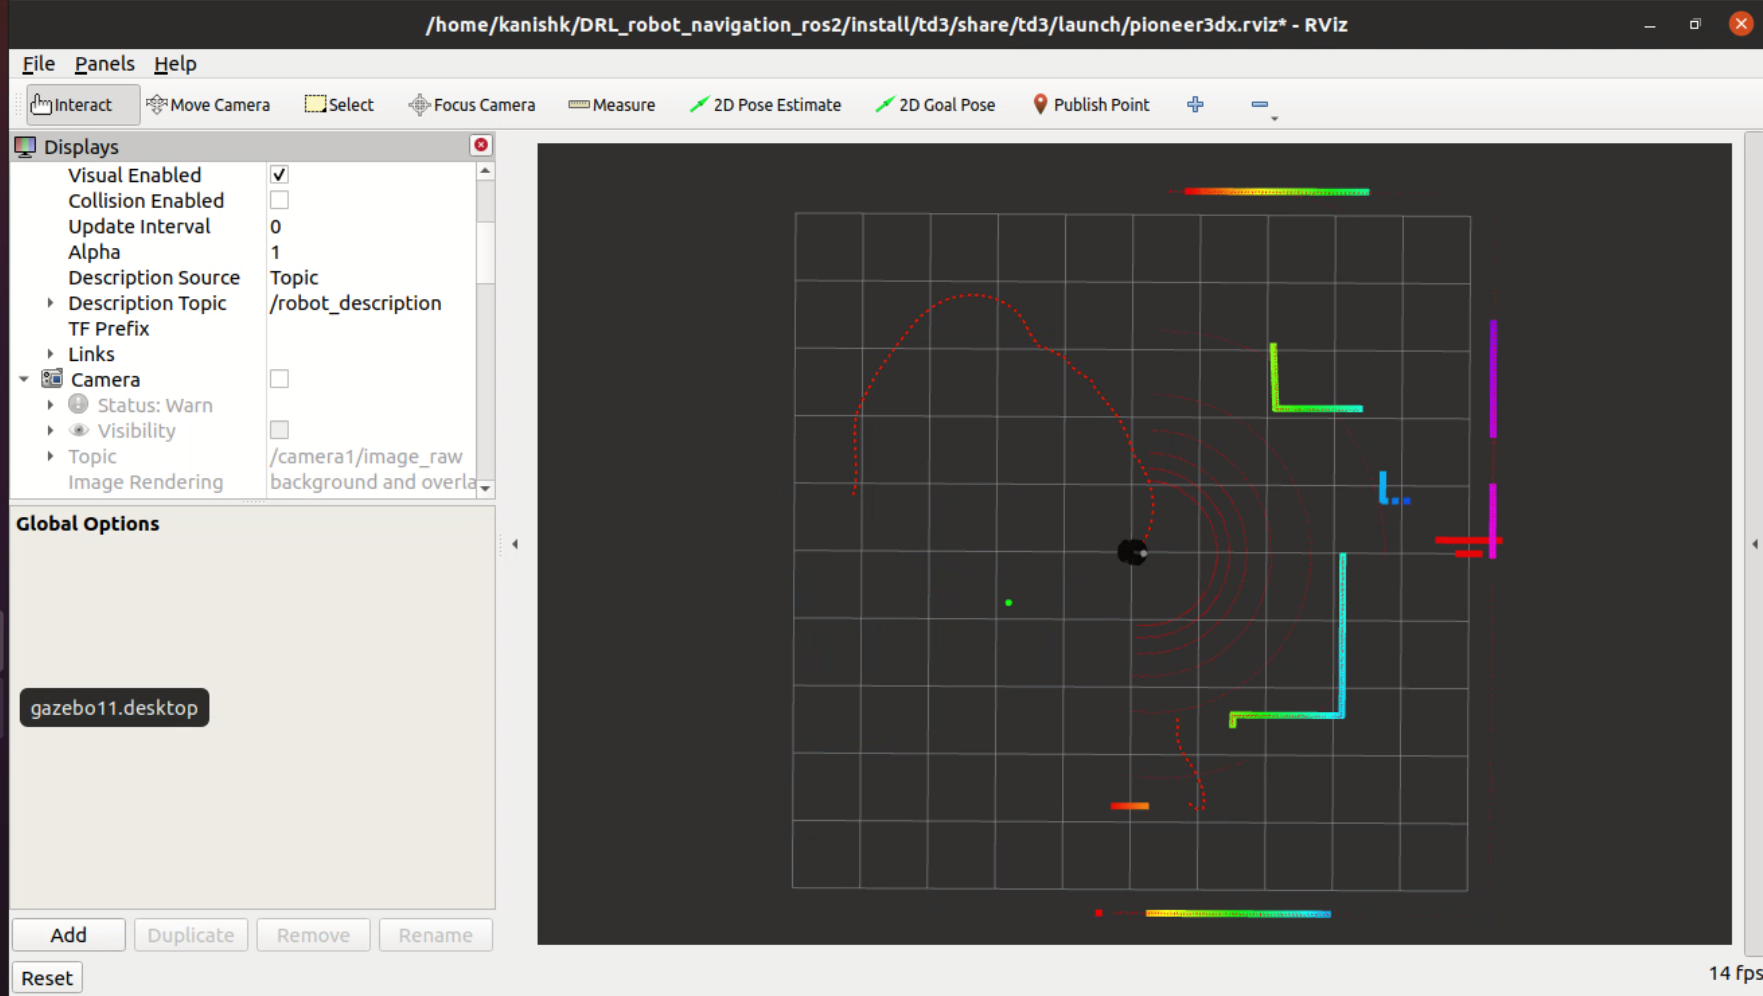 /home/kanishk/DRL_robot_navigation_ros2/install/td3/share/td3/launch/pioneer3dx.rviz* - RViz
File Panels Help
Interact Move Camera Select Focus Camera Measure 2D Pose Estimate 2D Goal Pose Publish Point
Displays
Visual Enabled
Collision Enabled
Update Interval 0
Alpha 1
Description Source Topic
Description Topic /robot_description
TF Prefix
Links
Camera
Status: Warn
Visibility
Topic /camera1/image_raw
Image Rendering background and overla
Global Options
gazebo11.desktop
Add Duplicate Remove Rename
Reset
14 fps